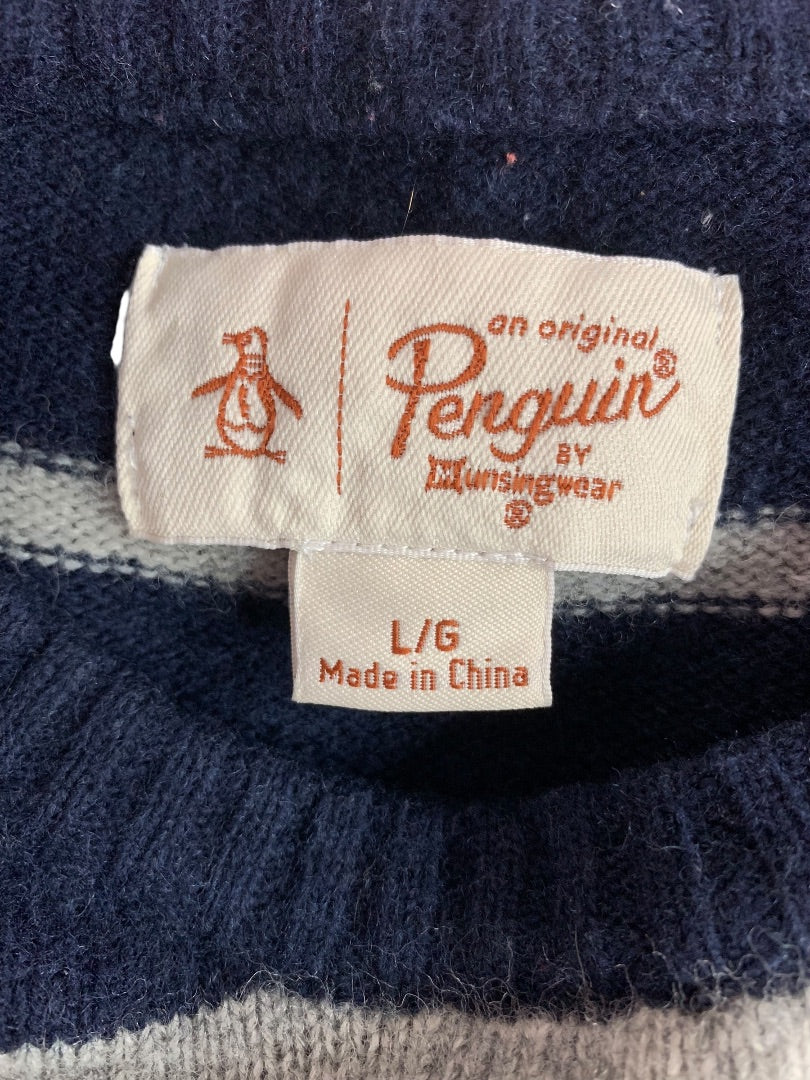 an original
Penguin®
BY
Munsingwear
®
L/G
Made in China